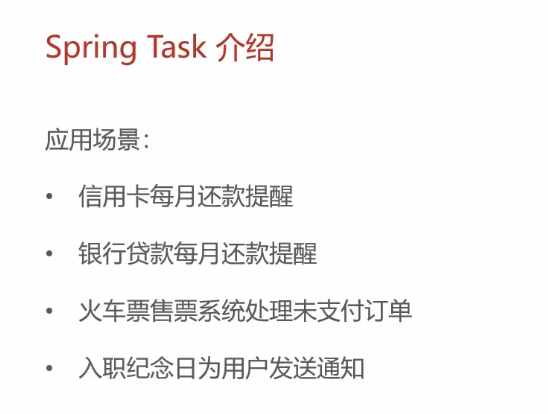 Spring Task 介绍
应用场景：
• 信用卡每月还款提醒
• 银行贷款每月还款提醒
• 火车票售票系统处理未支付订单
• 入职纪念日为用户发送通知